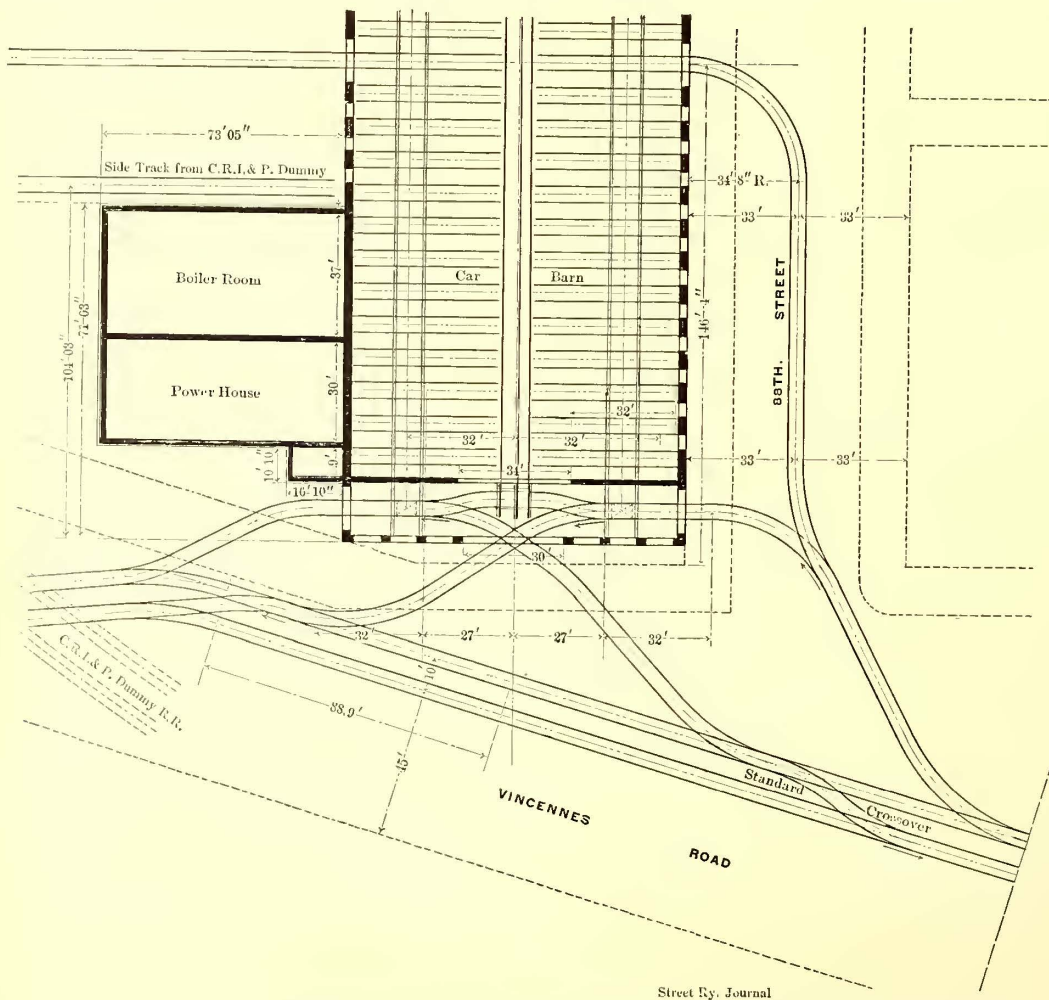 73'05"
Side Track from C.R.I.& P. Dummy
34'8" R.
33'
33'
Boiler Room
37'
Car Barn
88TH. STREET
71'63"
104'03"
146'4"
Power House
30'
32'
32'
32'
33'
33'
34'
9'
10'10"
16'10"
30'
32'
27'
27'
32'
10'
C.R.I.& P. Dummy R.R.
88.9'
45'
Standard Crossover
VINCENNES ROAD
Street Ry. Journal